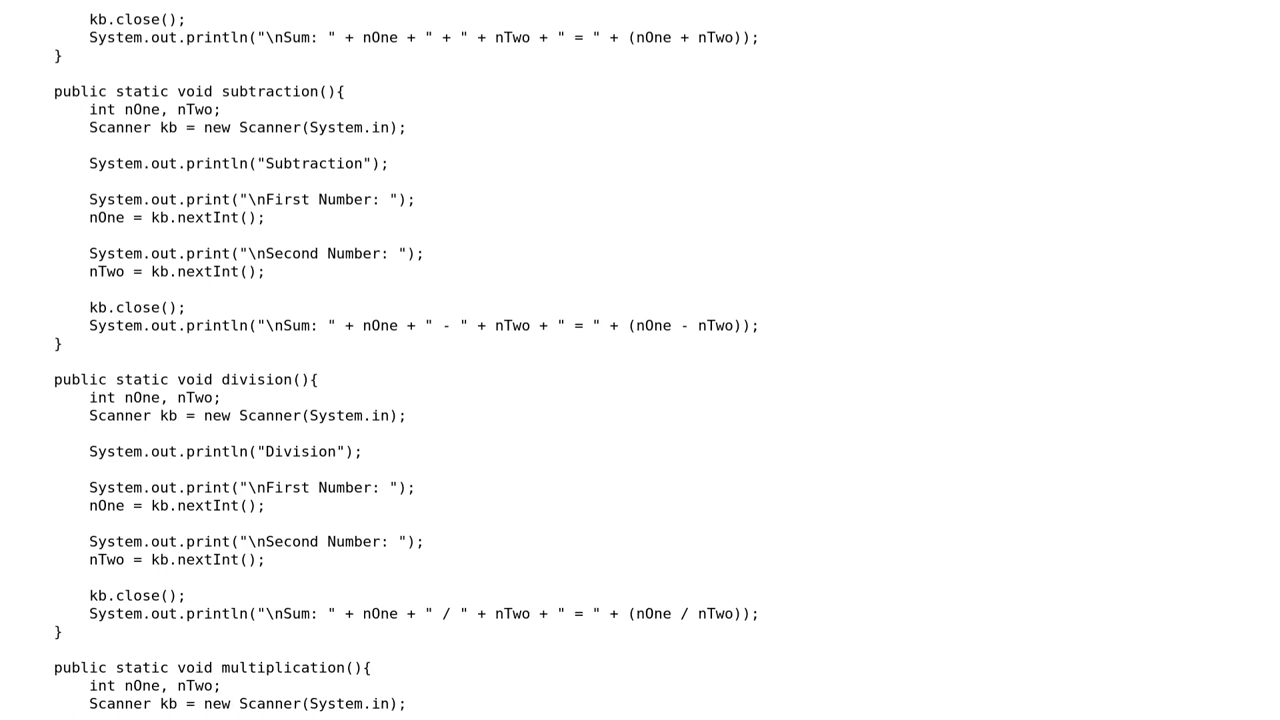 kb.close();
System.out.println("\nSum: " + nOne + " + " + nTwo + " = " + (nOne + nTwo));
}
public static void subtraction(){
int nOne, nTwo;
Scanner kb = new Scanner(System.in);
System.out.println("Subtraction");
System.out.print("\nFirst Number: ");
nOne = kb.nextInt();
System.out.print("\nSecond Number: ");
nTwo = kb.nextInt();
kb.close();
System.out.println("\nSum: " + nOne + " - " + nTwo + " = " + (nOne - nTwo));
}
public static void division(){
int nOne, nTwo;
Scanner kb = new Scanner(System.in);
System.out.println("Division");
System.out.print("\nFirst Number: ");
nOne = kb.nextInt();
System.out.print("\nSecond Number: ");
nTwo = kb.nextInt();
kb.close();
System.out.println("\nSum: " + nOne + " / " + nTwo + " = " + (nOne / nTwo));
}
public static void multiplication(){
int nOne, nTwo;
Scanner kb = new Scanner(System.in);